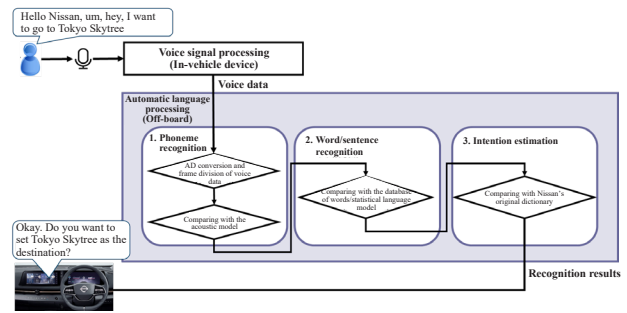 Hello Nissan, um, hey, I want
to go to Tokyo Skytree
Voice signal processing
(In-vehicle device)
Voice data
Automatic language
processing
(Off-board)
1. Phoneme
recognition
AD conversion and
frame division of voice
data
Comparing with the
acoustic model
2. Word/sentence
recognition
Comparing with the database
of words/statistical language
model
3. Intention estimation
Comparing with Nissan's
original dictionary
Okay. Do you want to
set Tokyo Skytree as the
destination?
Recognition results